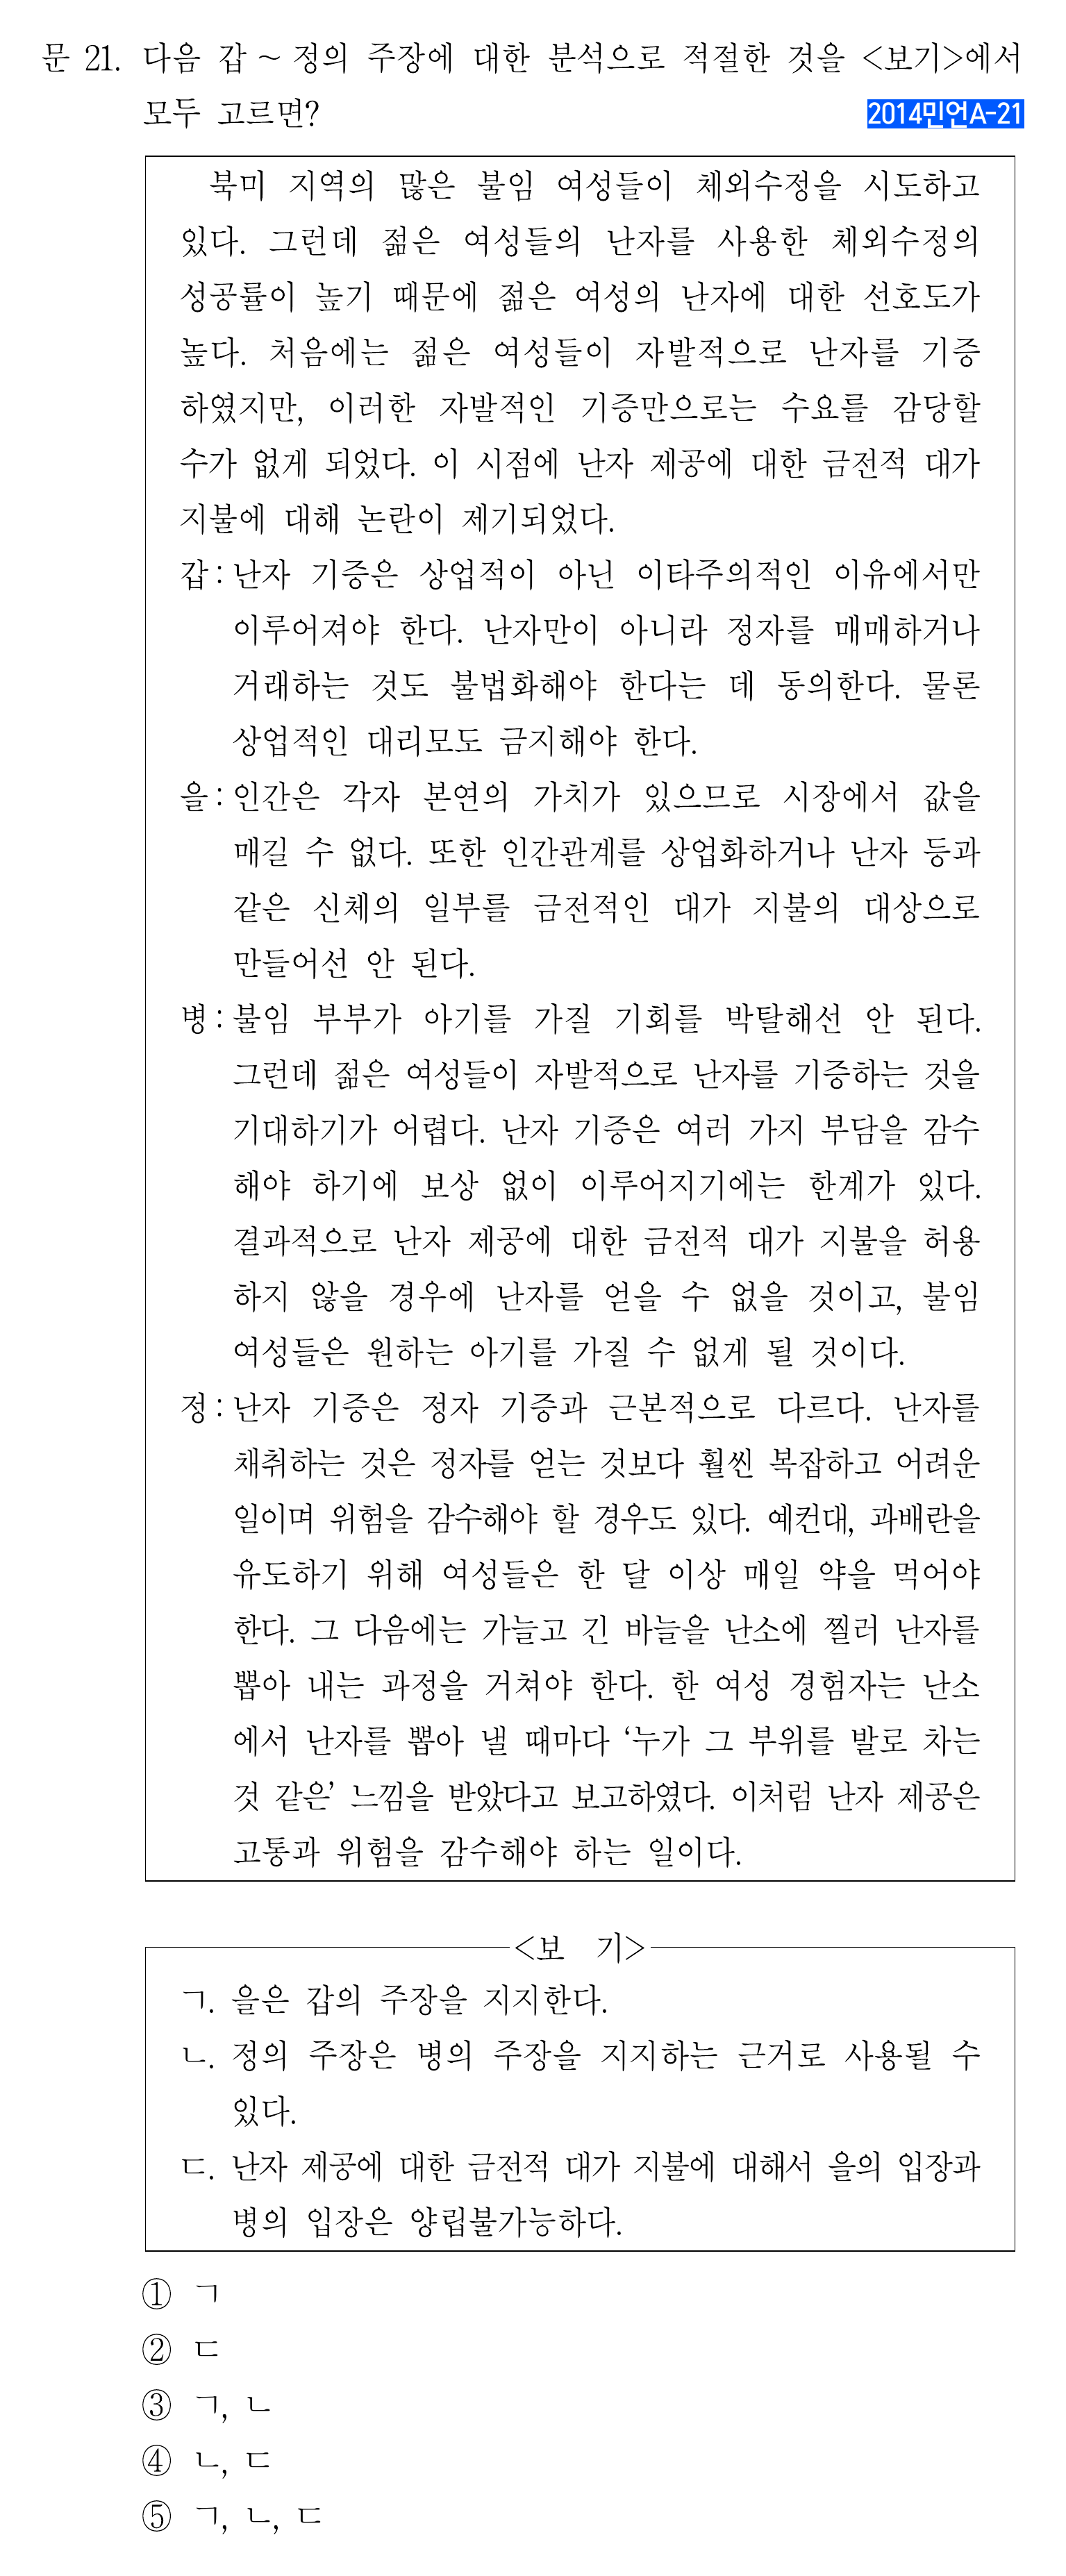 문 21. 다음 갑 ~ 정의 주장에 대한 분석으로 적절한 것을 <보기>에서
모두 고르면?
2014민언A-21
북미 지역의 많은 불임 여성들이 체외수정을 시도하고
있다. 그런데 젊은 여성들의 난자를 사용한 체외수정의
성공률이 높기 때문에 젊은 여성의 난자에 대한 선호도가
높다. 처음에는 젊은 여성들이 자발적으로 난자를 기증
하였지만, 이러한 자발적인 기증만으로는 수요를 감당할
수가 없게 되었다. 이 시점에 난자 제공에 대한 금전적 대가
지불에 대해 논란이 제기되었다.
갑 : 난자 기증은 상업적이 아닌 이타주의적인 이유에서만
이루어져야 한다. 난자만이 아니라 정자를 매매하거나
거래하는 것도 불법화해야 한다는 데 동의한다. 물론
상업적인 대리모도 금지해야 한다.
을 : 인간은 각자 본연의 가치가 있으므로 시장에서 값을
매길 수 없다. 또한 인간관계를 상업화하거나 난자 등과
같은 신체의 일부를 금전적인 대가 지불의 대상으로
만들어선 안 된다.
병 : 불임 부부가 아기를 가질 기회를 박탈해선 안 된다.
그런데 젊은 여성들이 자발적으로 난자를 기증하는 것을
기대하기가 어렵다. 난자 기증은 여러 가지 부담을 감수
해야 하기에 보상 없이 이루어지기에는 한계가 있다.
결과적으로 난자 제공에 대한 금전적 대가 지불을 허용
하지 않을 경우에 난자를 얻을 수 없을 것이고, 불임
여성들은 원하는 아기를 가질 수 없게 될 것이다.
정 : 난자 기증은 정자 기증과 근본적으로 다르다. 난자를
채취하는 것은 정자를 얻는 것보다 훨씬 복잡하고 어려운
일이며 위험을 감수해야 할 경우도 있다. 예컨대, 과배란을
유도하기 위해 여성들은 한 달 이상 매일 약을 먹어야
한다. 그 다음에는 가늘고 긴 바늘을 난소에 찔러 난자를
뽑아 내는 과정을 거쳐야 한다. 한 여성 경험자는 난소
에서 난자를 뽑아 낼 때마다 ‘누가 그 부위를 발로 차는
것 같은’ 느낌을 받았다고 보고하였다. 이처럼 난자 제공은
고통과 위험을 감수해야 하는 일이다.
<보 기>
ㄱ. 을은 갑의 주장을 지지한다.
ㄴ. 정의 주장은 병의 주장을 지지하는 근거로 사용될 수
있다.
ㄷ. 난자 제공에 대한 금전적 대가 지불에 대해서 을의 입장과
병의 입장은 양립불가능하다.
① ㄱ
② ㄷ
③ ㄱ, ㄴ
④ ㄴ, ㄷ
⑤ ㄱ, ㄴ, ㄷ